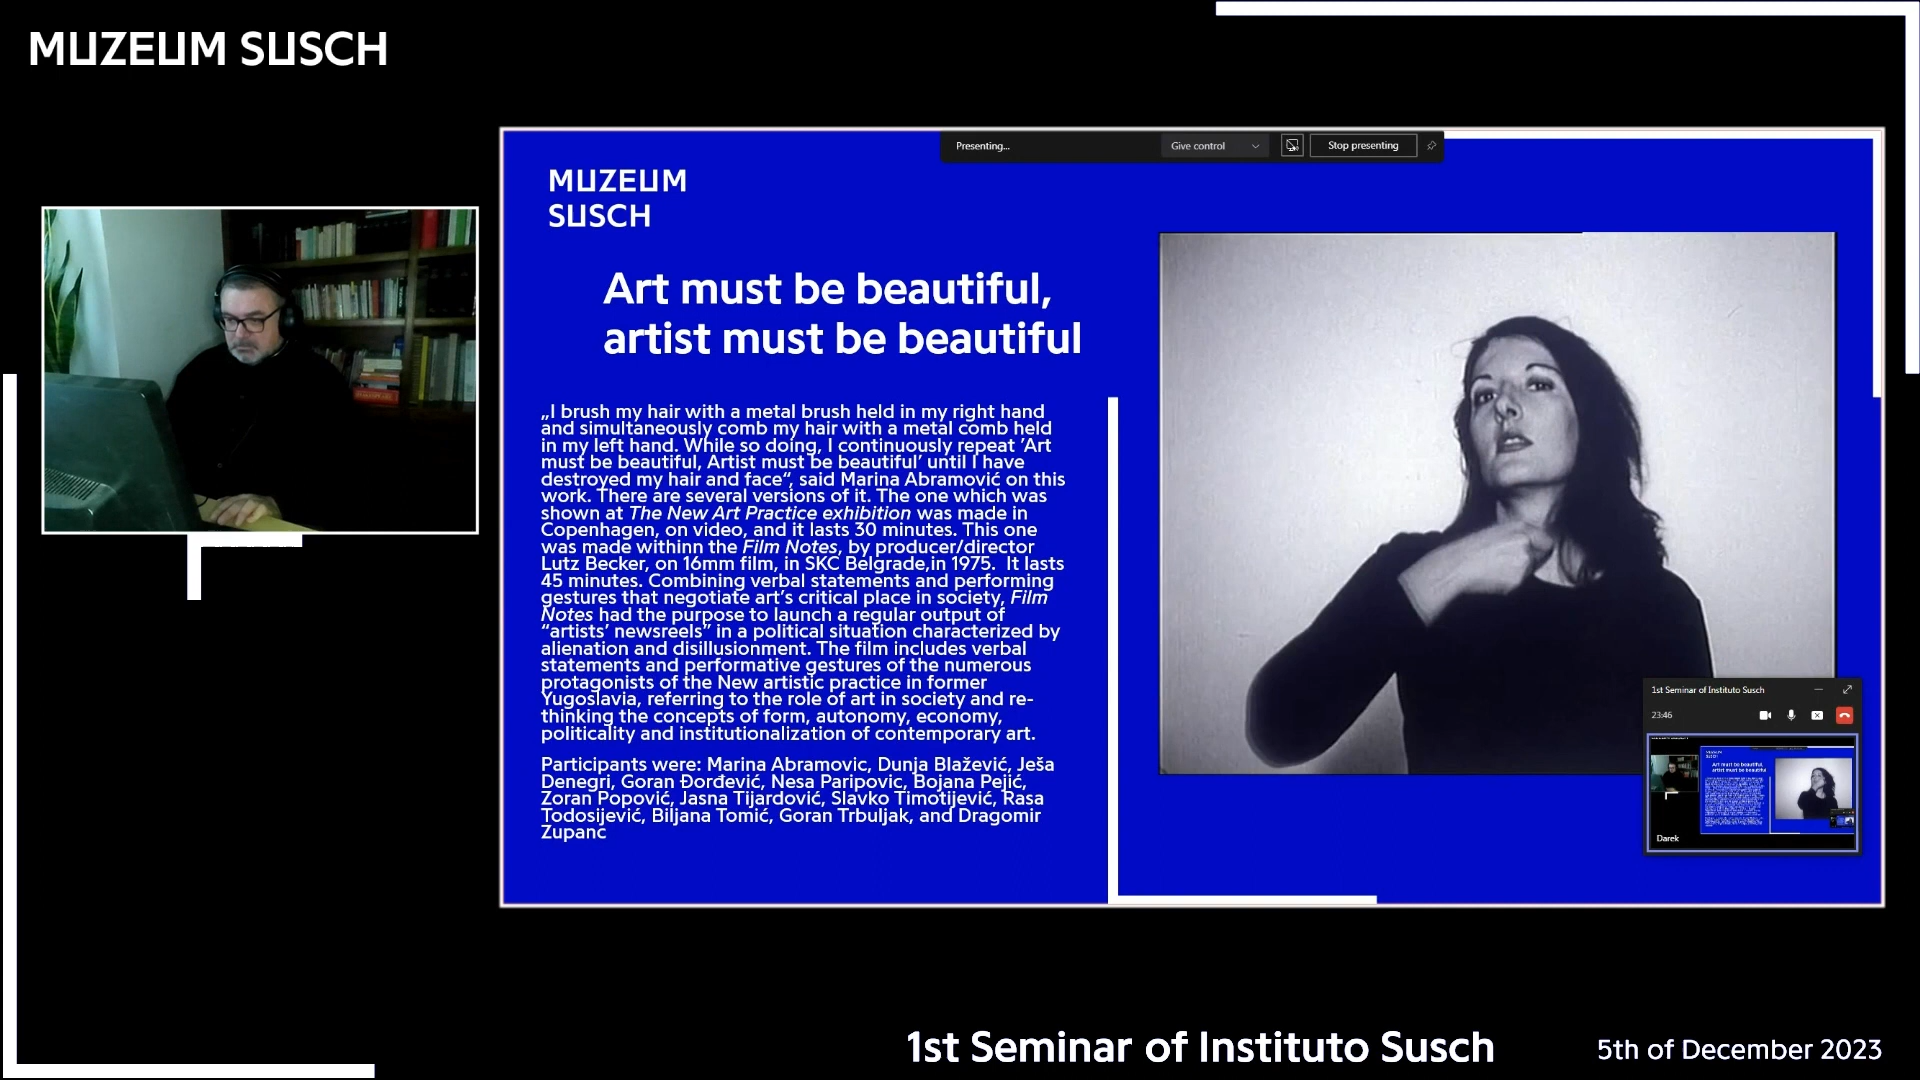 MUZEUM SUSCH
Presenting...
Give control
Stop presenting
MUZEUM
SUSCH
Art must be beautiful,
artist must be beautiful
„I brush my hair with a metal brush held in my right hand
and simultaneously comb my hair with a metal comb held
in my left hand. While so doing, I continuously repeat ’Art
must be beautiful, Artist must be beautiful’ until I have
destroyed my hair and face“, said Marina Abramović on this
work. There are several versions of it. The one which was
shown at The New Art Practice exhibition was made in
Copenhagen, on video, and it lasts 30 minutes. This one
was made withinn the Film Notes, by producer/director
Lutz Becker, on 16mm film, in SKC Belgrade,in 1975.  It lasts
45 minutes. Combining verbal statements and performing
gestures that negotiate art’s critical place in society, Film
Notes had the purpose to launch a regular output of
“artists’ newsreels” in a political situation characterized by
alienation and disillusionment. The film includes verbal
statements and performative gestures of the numerous
protagonists of the New artistic practice in former
Yugoslavia, referring to the role of art in society and re-
thinking the concepts of form, autonomy, economy,
politicality and institutionalization of contemporary art.
Participants were: Marina Abramovic, Dunja Blažević, Ješa
Denegri, Goran Đorđević, Nesa Paripovic, Bojana Pejić,
Zoran Popović, Jasna Tijardović, Slavko Timotijević, Rasa
Todosijević, Biljana Tomić, Goran Trbuljak, and Dragomir
Zupanc
1st Seminar of Instituto Susch
23:46
Art must be beautiful,
artist must be beautiful
Darek
1st Seminar of Instituto Susch
5th of December 2023